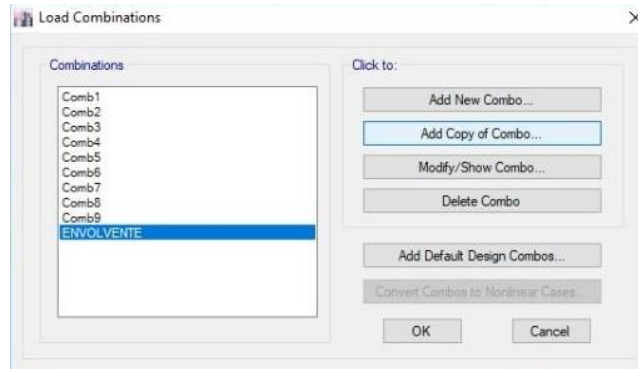 Load Combinations
Combinations
Comb1
Comb2
Comb3
Comb4
Comb5
Comb6
Comb7
Comb8
Comb9
ENVOLVENTE
Click to:
Add New Combo...
Add Copy of Combo...
Modify/Show Combo...
Delete Combo
Add Default Design Combos...
Convert Combos to Nonlinear Cases...
OK
Cancel